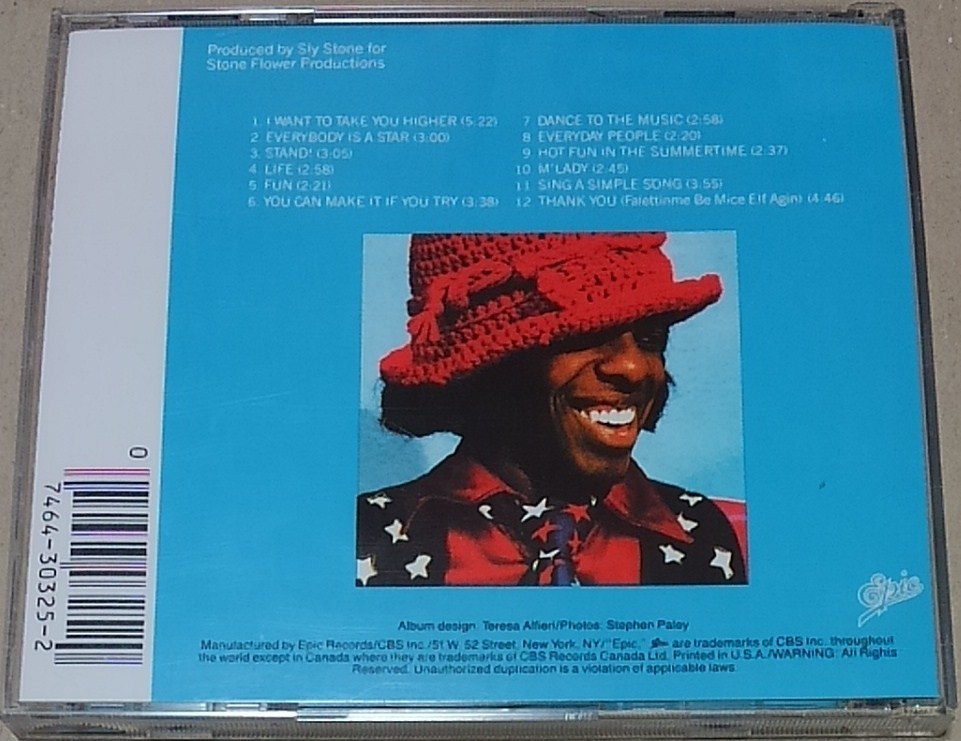 Produced by Sly Stone for
Stone Flower Productions
1. I WANT TO TAKE YOU HIGHER (5:22)
2 EVERYBODY IS A STAR (3:00)
3. STAND! (3:05)
4. LIFE (2:58)
5 FUN (2:21)
6. YOU CAN MAKE IT IF YOU TRY (3:38)
7 DANCE TO THE MUSIC (2:58)
8 EVERYDAY PEOPLE (2:20)
9 HOT FUN IN THE SUMMERTIME (2:37)
10 M'LADY (2:45)
11 SING A SIMPLE SONG (3:55)
12 THANK YOU (Falettinme Be Mice Elf Agin) (4:46)
0 7464-30325-2
Epic
Album design: Teresa Alfieri/Photos: Stephen Paley
Manufactured by Epic Records/CBS Inc./51 W. 52 Street, New York, NY/"Epic," Epic are trademarks of CBS Inc. throughout
the world except in Canada where they are trademarks of CBS Records Canada Ltd. Printed in U.S.A./WARNING: All Rights
Reserved. Unauthorized duplication is a violation of applicable laws.